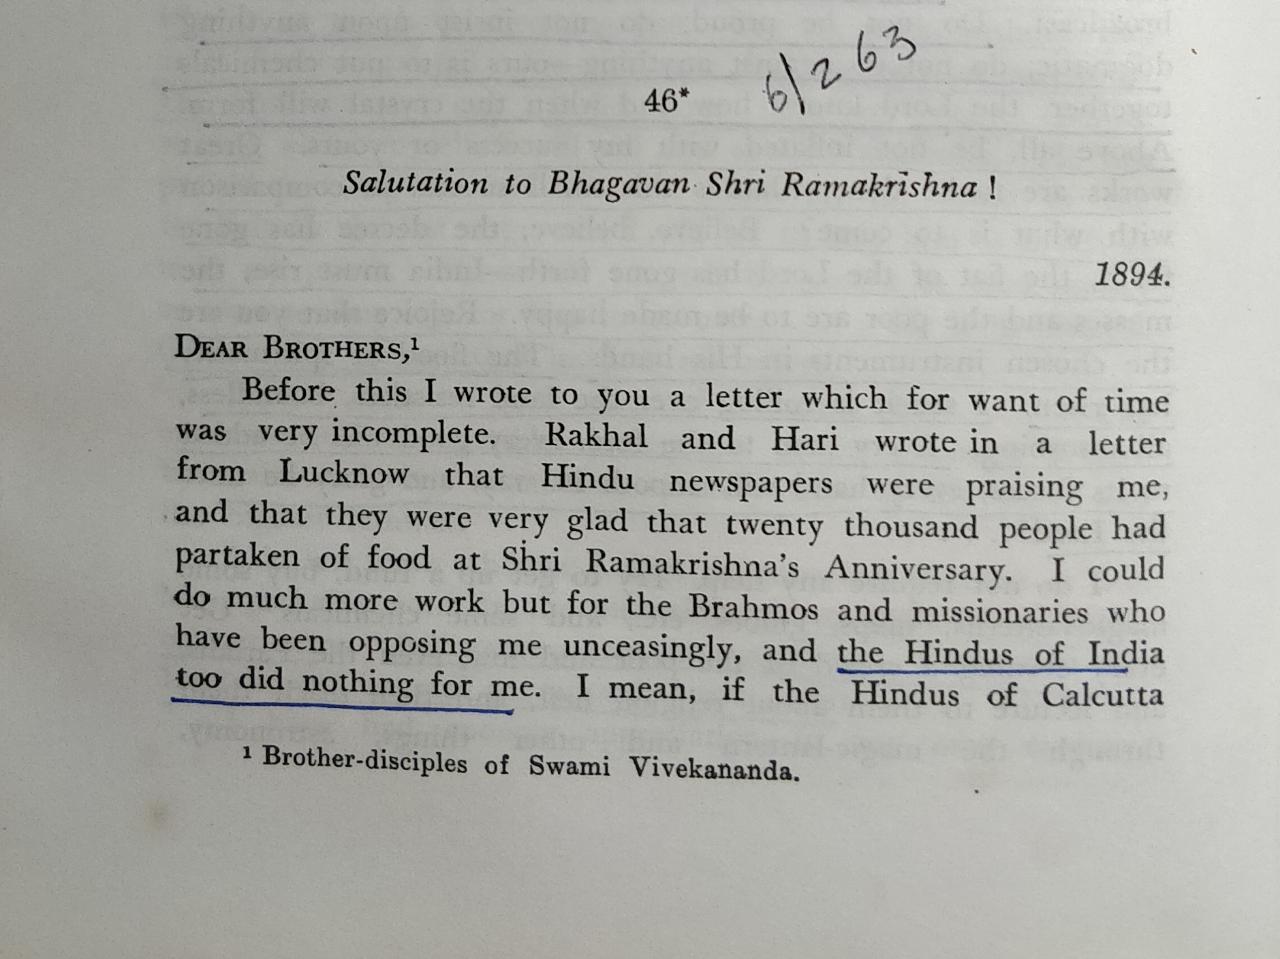 46* 6/263
Salutation to Bhagavan Shri Ramakrishna !
1894.
DEAR BROTHERS,¹
Before this I wrote to you a letter which for want of time
was very incomplete. Rakhal and Hari wrote in a letter
from Lucknow that Hindu newspapers were praising me,
and that they were very glad that twenty thousand people had
partaken of food at Shri Ramakrishna's Anniversary. I could
do much more work but for the Brahmos and missionaries who
have been opposing me unceasingly, and the Hindus of India
too did nothing for me. I mean, if the Hindus of Calcutta
¹ Brother-disciples of Swami Vivekananda.